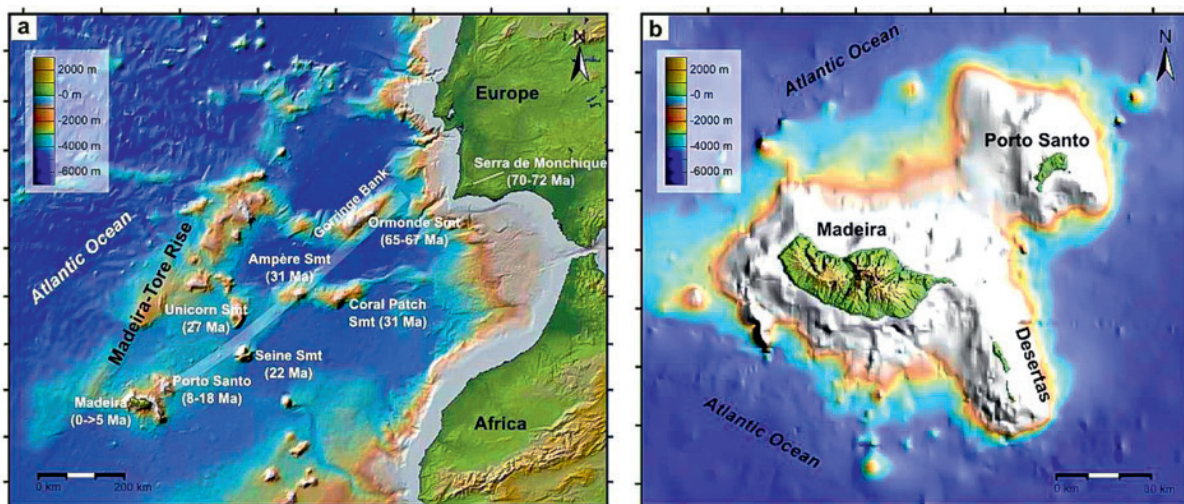 a
N
2000 m
-0 m
-2000 m
-4000 m
-6000 m
Europe
Serra de Monchique
(70-72 Ma)
Gorringe Bank
Ormonde Smt
(65-67 Ma)
Atlantic Ocean
Madeira-Tore Rise
Ampère Smt
(31 Ma)
Coral Patch
Smt (31 Ma)
Unicorn Smt
(27 Ma)
Seine Smt
(22 Ma)
Porto Santo
(8-18 Ma)
Madeira
(0->5 Ma)
Africa
0 km
200 km
b
N
2000 m
-0 m
-2000 m
-4000 m
-6000 m
Atlantic Ocean
Porto Santo
Madeira
Desertas
Atlantic Ocean
0 km
30 km